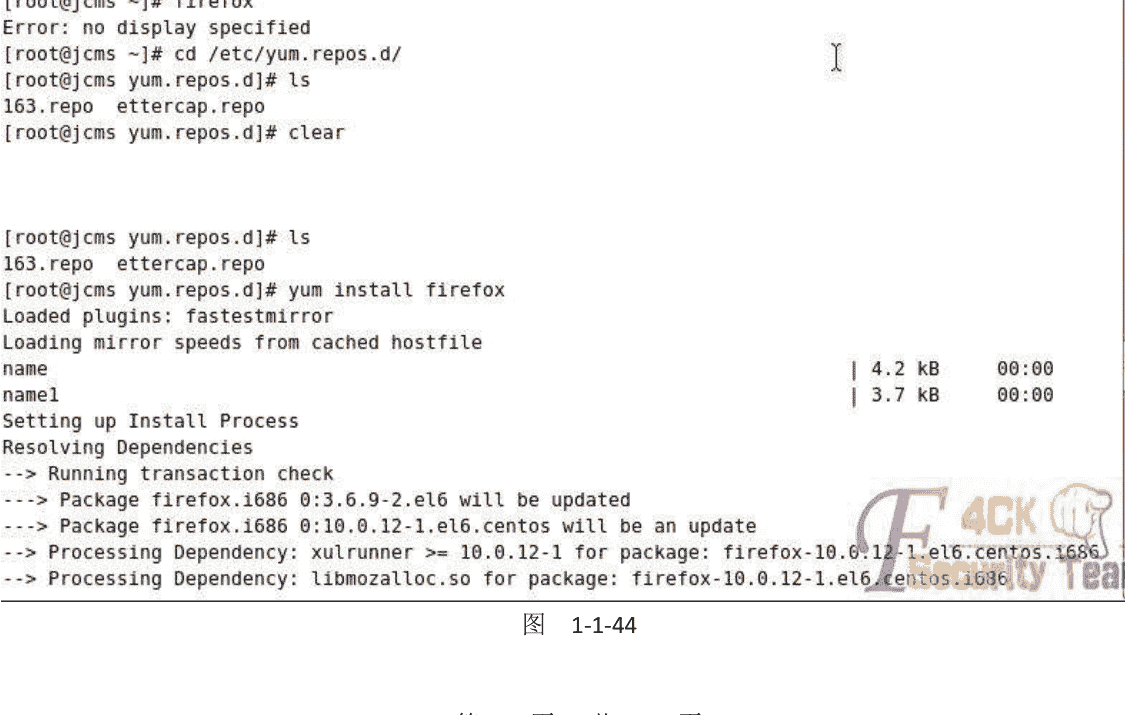 [root@jcms ~]# firefox
Error: no display specified
[root@jcms ~]# cd /etc/yum.repos.d/
[root@jcms yum.repos.d]# ls
163.repo  ettercap.repo
[root@jcms yum.repos.d]# clear
[root@jcms yum.repos.d]# ls
163.repo  ettercap.repo
[root@jcms yum.repos.d]# yum install firefox
Loaded plugins: fastestmirror
Loading mirror speeds from cached hostfile
name | 4.2 kB 00:00
name1 | 3.7 kB 00:00
Setting up Install Process
Resolving Dependencies
--> Running transaction check
---> Package firefox.i686 0:3.6.9-2.el6 will be updated
---> Package firefox.i686 0:10.0.12-1.el6.centos will be an update
--> Processing Dependency: xulrunner >= 10.0.12-1 for package: firefox-10.0.12-1.el6.centos.i686
--> Processing Dependency: libmozalloc.so for package: firefox-10.0.12-1.el6.centos.i686
F4CK
Security Tea
图 1-1-44